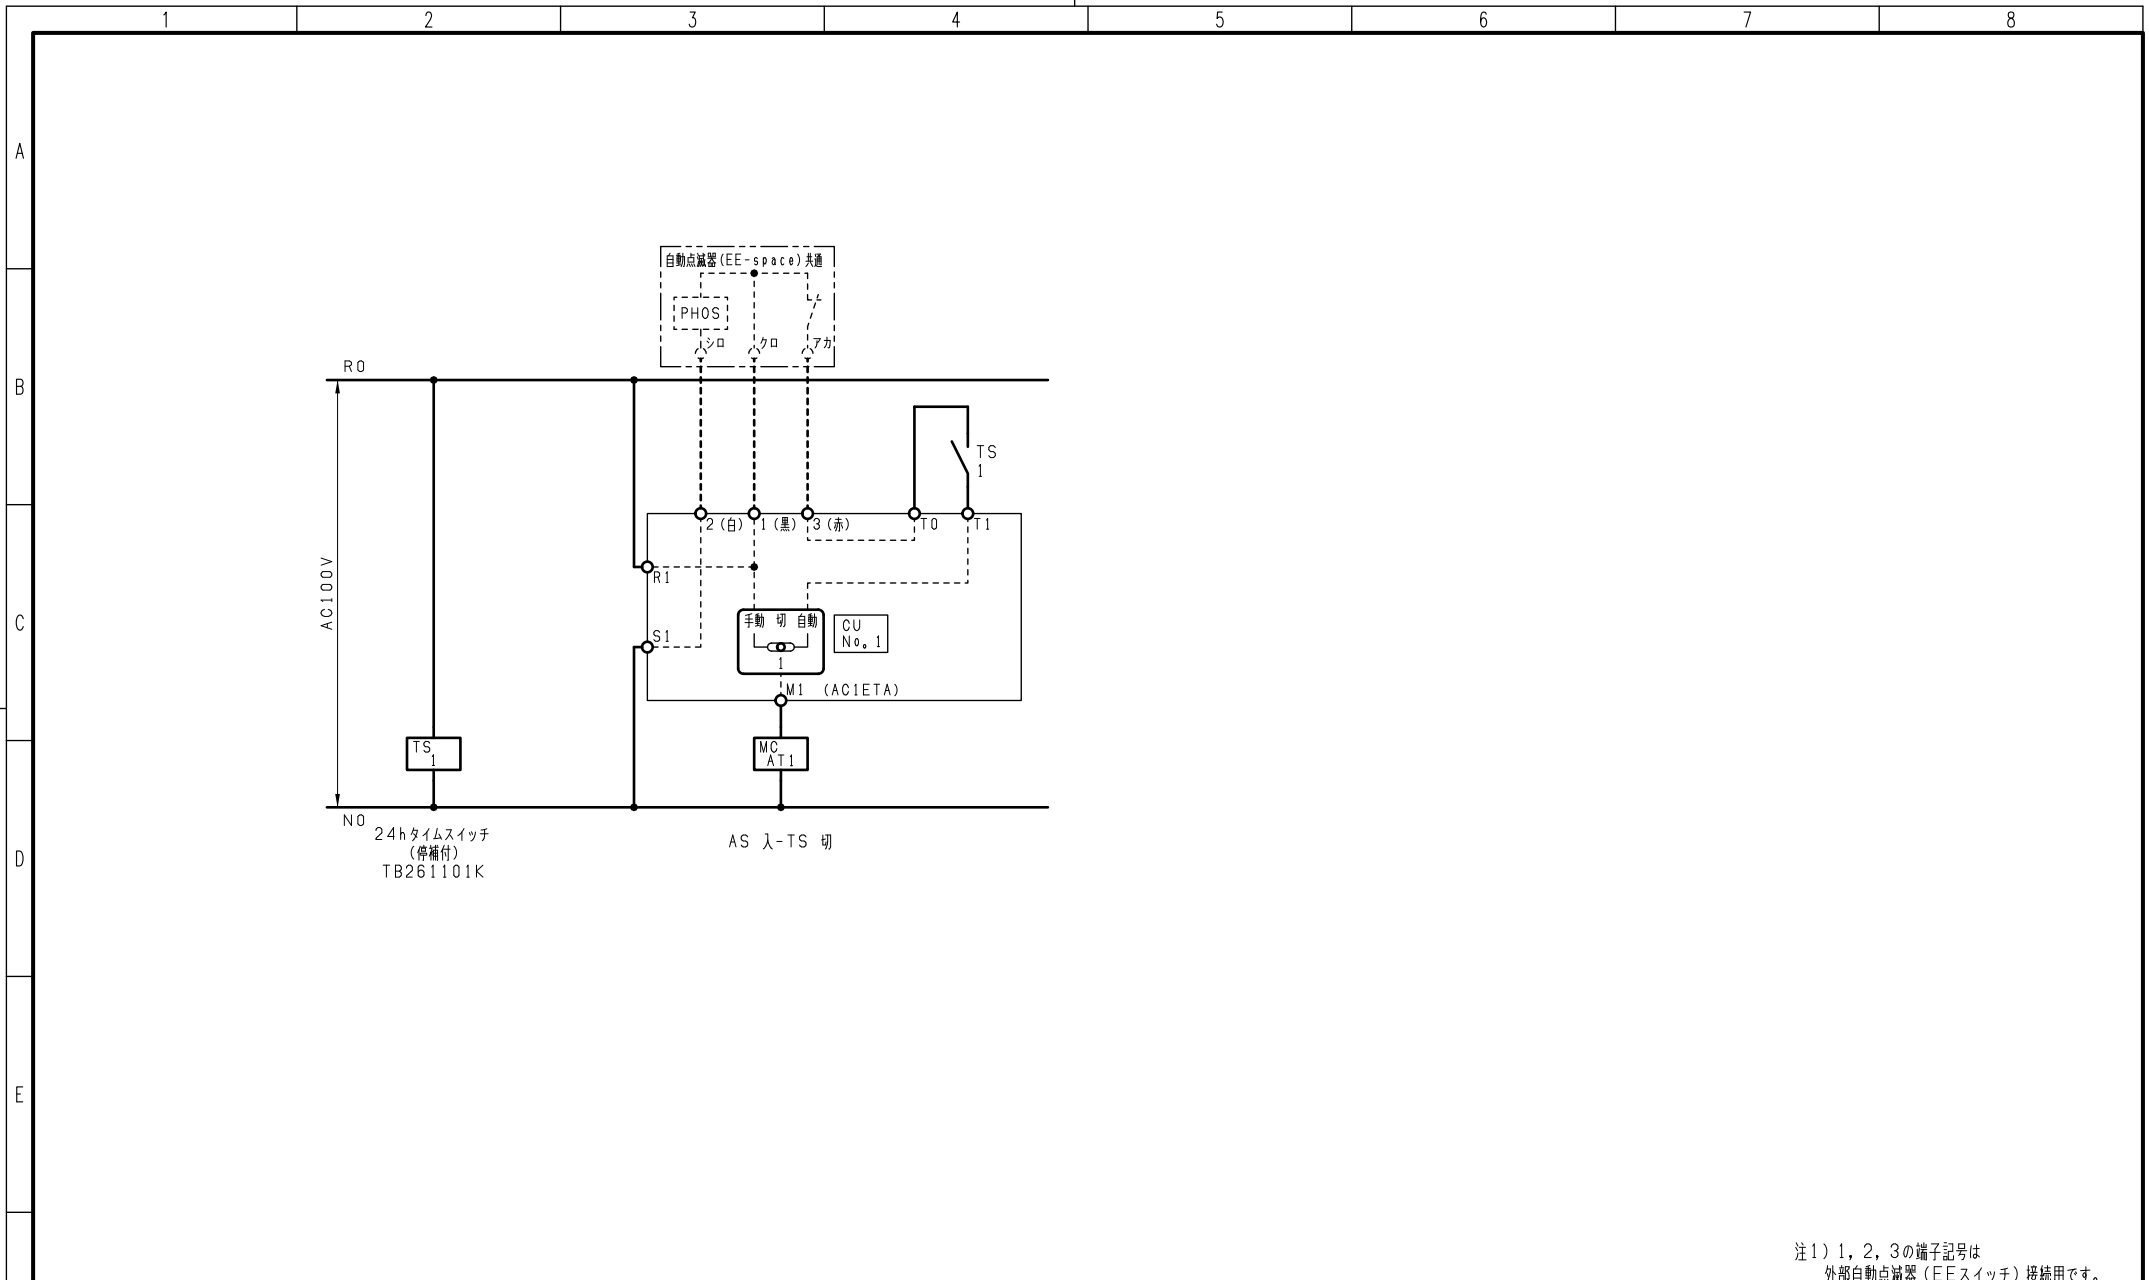 1 2 3 4 5 6 7 8
A
自動点滅器(EE-space)共通
PHOS
シロ クロ アカ
R0
B
TS
1
2(白) 1(黒) 3(赤) T0 T1
R1
AC100V
C
手動 切 自動
CU
No。1
S1
1
M1 (AC1ETA)
TS
1
MC
AT1
N0
24hタイムスイッチ
(停補付)
TB261101K
AS 入-TS 切
D
E
注1)1,2,3の端子記号は
外部自動点滅器(EEスイッチ)接続用です。